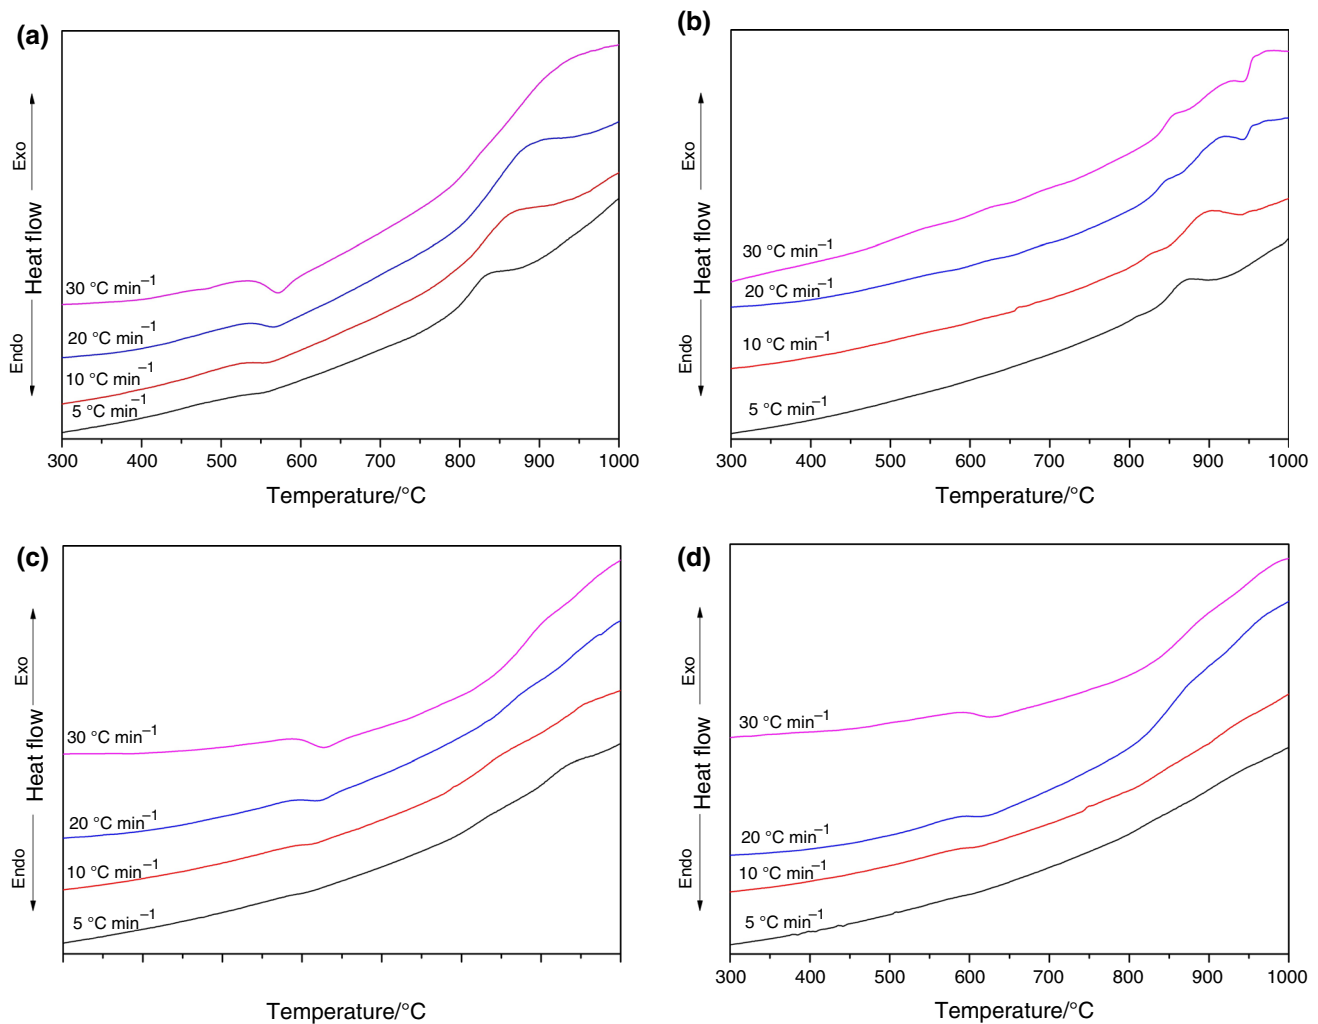 (a)
Exo
Heat flow
Endo
30 °C min⁻¹
20 °C min⁻¹
10 °C min⁻¹
5 °C min⁻¹
300 400 500 600 700 800 900 1000
Temperature/°C
(b)
Exo
Heat flow
Endo
30 °C min⁻¹
20 °C min⁻¹
10 °C min⁻¹
5 °C min⁻¹
300 400 500 600 700 800 900 1000
Temperature/°C
(c)
Exo
Heat flow
Endo
30 °C min⁻¹
20 °C min⁻¹
10 °C min⁻¹
5 °C min⁻¹
Temperature/°C
(d)
Exo
Heat flow
Endo
30 °C min⁻¹
20 °C min⁻¹
10 °C min⁻¹
5 °C min⁻¹
300 400 500 600 700 800 900 1000
Temperature/°C